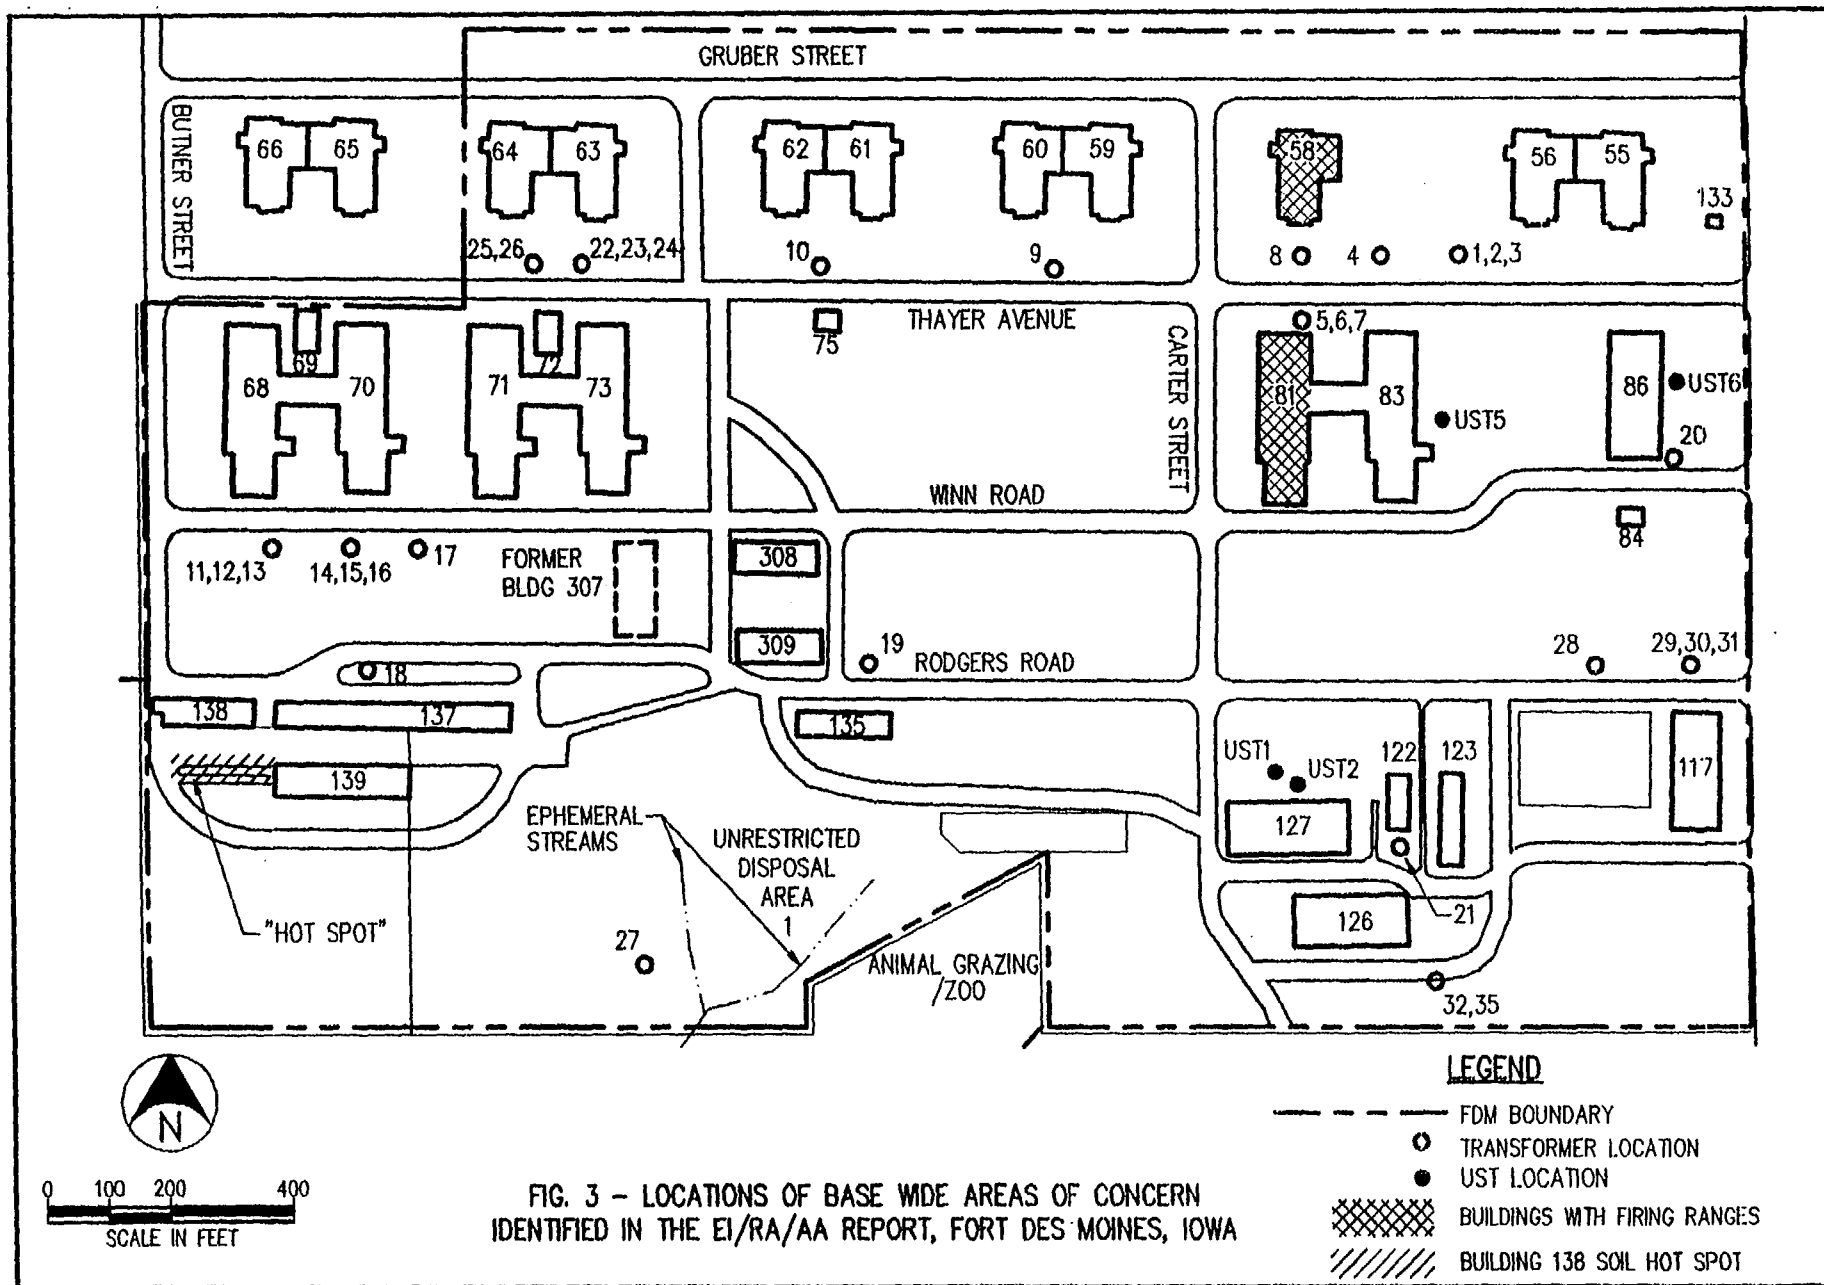 GRUBER STREET
BUTNER STREET
66 65
64 63
62 61
60 59
58
56 55
133
25,26 22,23,24
10
9
8 4 1,2,3
THAYER AVENUE
CARTER STREET
69
68 70
72
71 73
75
5,6,7
81 83
UST5
86
UST6
20
WINN ROAD
84
11,12,13 14,15,16 17
FORMER
BLDG 307
308
309
19
RODGERS ROAD
28 29,30,31
18
138 137
135
139
UST1 UST2
122 123
117
127
126
21
32,35
EPHEMERAL
STREAMS
UNRESTRICTED
DISPOSAL
AREA
1
"HOT SPOT"
27
ANIMAL GRAZING
/ZOO
N
0 100 200 400
SCALE IN FEET
FIG. 3 - LOCATIONS OF BASE WIDE AREAS OF CONCERN
IDENTIFIED IN THE EI/RA/AA REPORT, FORT DES MOINES, IOWA
LEGEND
FDM BOUNDARY
TRANSFORMER LOCATION
UST LOCATION
BUILDINGS WITH FIRING RANGES
BUILDING 138 SOIL HOT SPOT